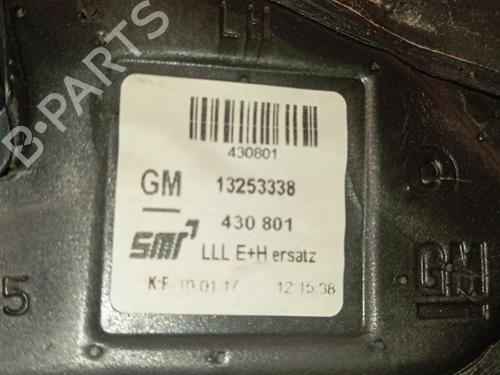 LH
430801
GM 13253338
430 801
smr LLL E+H ersatz
K.F. 10.01.17 12:15:38
GM
5
B-PARTS